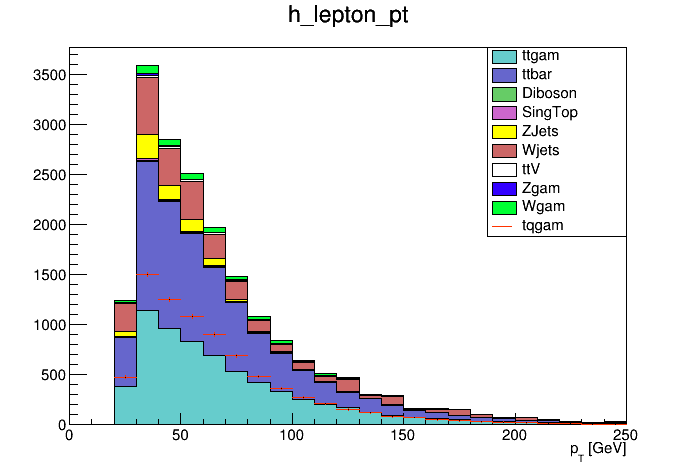 h_lepton_pt
ttgam
ttbar
Diboson
SingTop
ZJets
Wjets
ttV
Zgam
Wgam
tqgam
3500
3000
2500
2000
1500
1000
500
0
0 50 100 150 200 250
p_T [GeV]